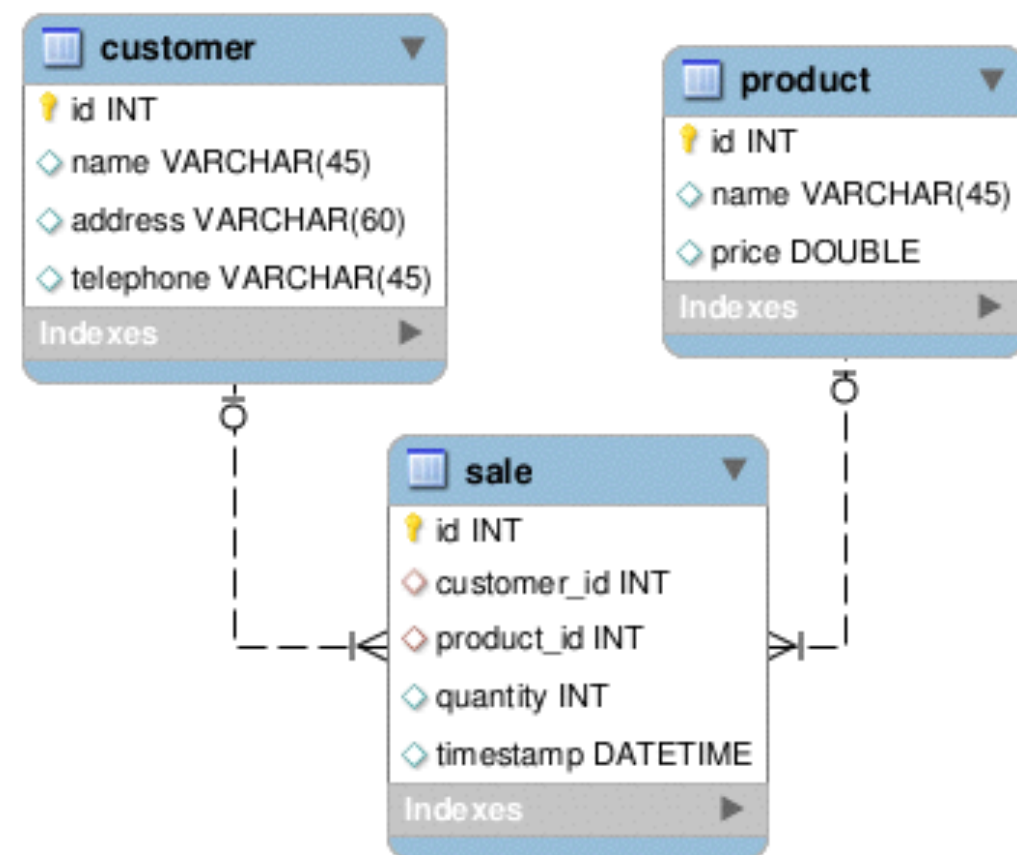 customer
id INT
name VARCHAR(45)
address VARCHAR(60)
telephone VARCHAR(45)
Indexes
product
id INT
name VARCHAR(45)
price DOUBLE
Indexes
sale
id INT
customer_id INT
product_id INT
quantity INT
timestamp DATETIME
Indexes